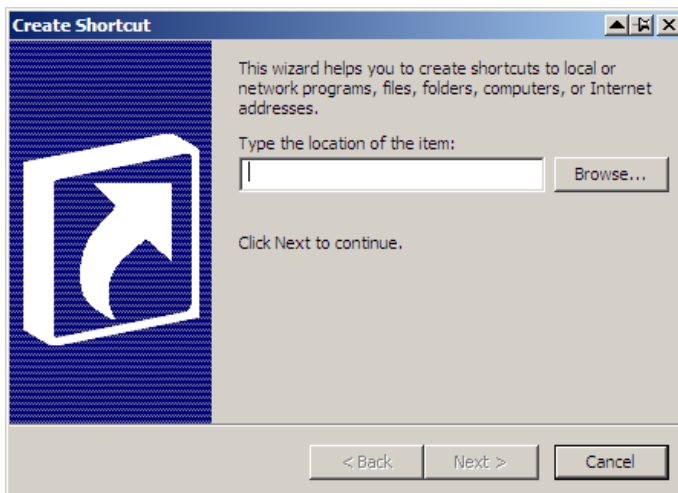 Create Shortcut
This wizard helps you to create shortcuts to local or
network programs, files, folders, computers, or Internet
addresses.
Type the location of the item:
Browse...
Click Next to continue.
< Back
Next >
Cancel